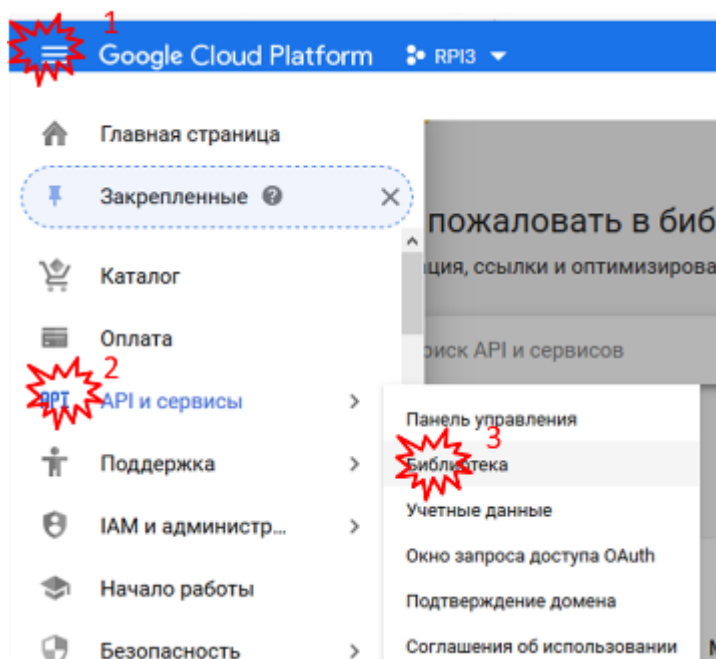 1
Google Cloud Platform RPI3
Главная страница
Закрепленные
пожаловать в биб
ция, ссылки и оптимизирова
Каталог
Оплата
оиск API и сервисов
2
API
API и сервисы
Панель управления
3
Библиотека
Поддержка
Учетные данные
IAM и администр...
Окно запроса доступа OAuth
Начало работы
Подтверждение домена
Безопасность
Соглашения об использовании